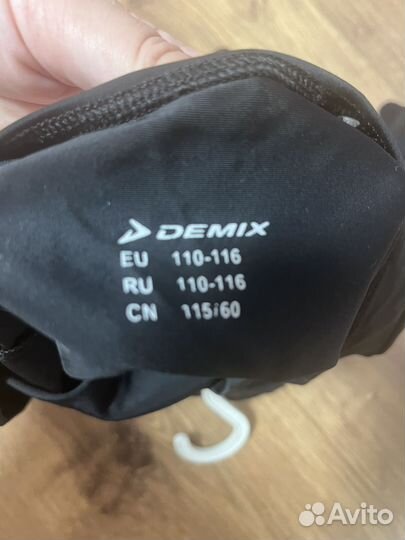 DEMIX
EU 110-116
RU 110-116
CN 115/60
Avito